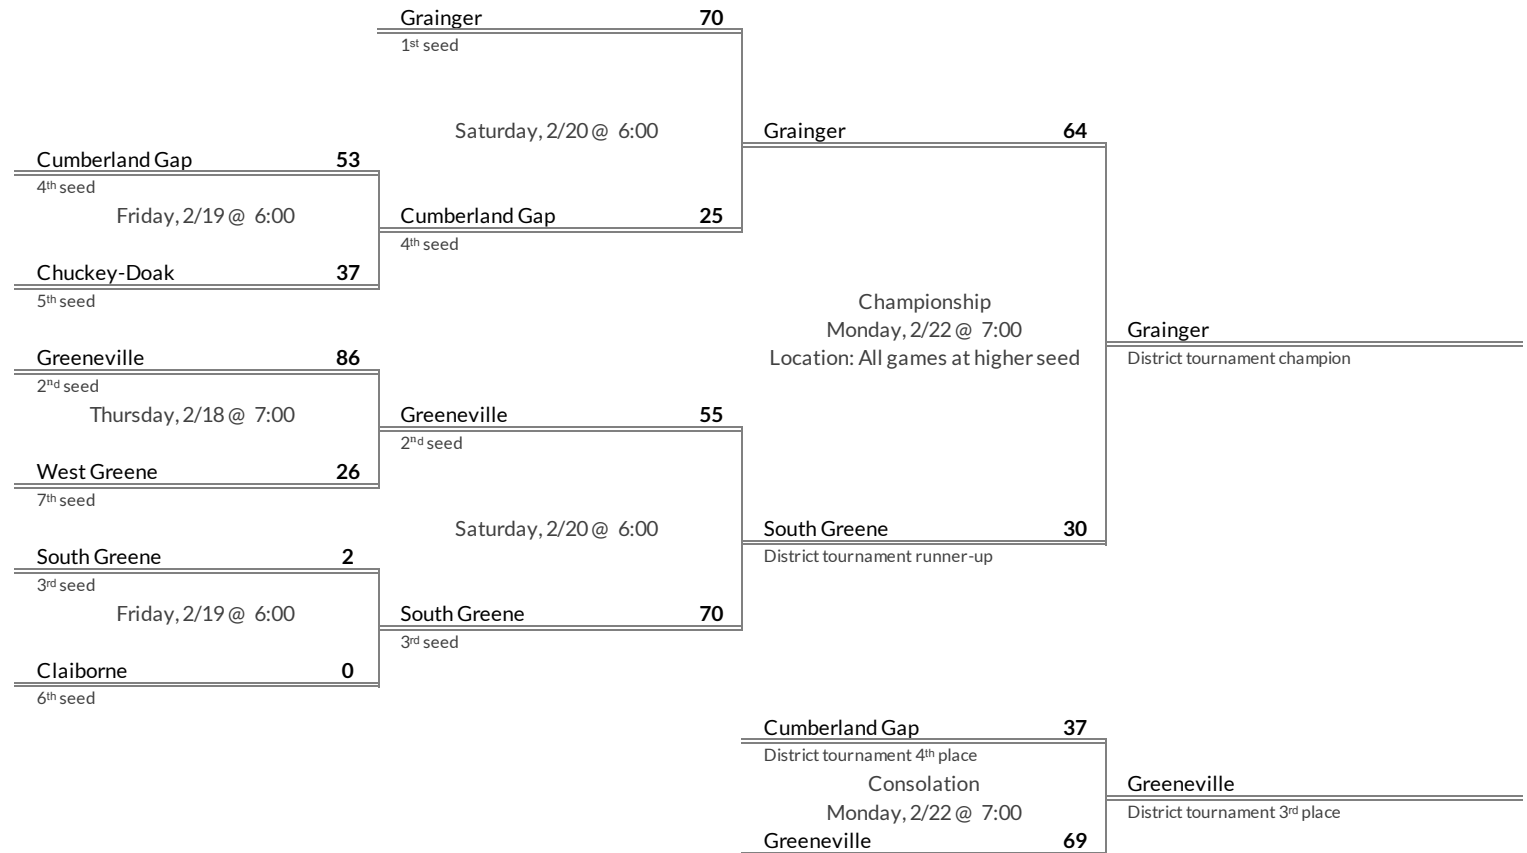 Grainger 70
1st seed
Saturday, 2/20 @ 6:00
Grainger 64
Cumberland Gap 53
4th seed
Friday, 2/19 @ 6:00
Cumberland Gap 25
4th seed
Chuckey-Doak 37
5th seed
Championship
Monday, 2/22 @ 7:00
Location: All games at higher seed
Grainger
District tournament champion
Greeneville 86
2nd seed
Thursday, 2/18 @ 7:00
Greeneville 55
2nd seed
West Greene 26
7th seed
Saturday, 2/20 @ 6:00
South Greene 30
District tournament runner-up
South Greene 2
3rd seed
Friday, 2/19 @ 6:00
South Greene 70
3rd seed
Claiborne 0
6th seed
Cumberland Gap 37
District tournament 4th place
Consolation
Monday, 2/22 @ 7:00
Greeneville
District tournament 3rd place
Greeneville 69